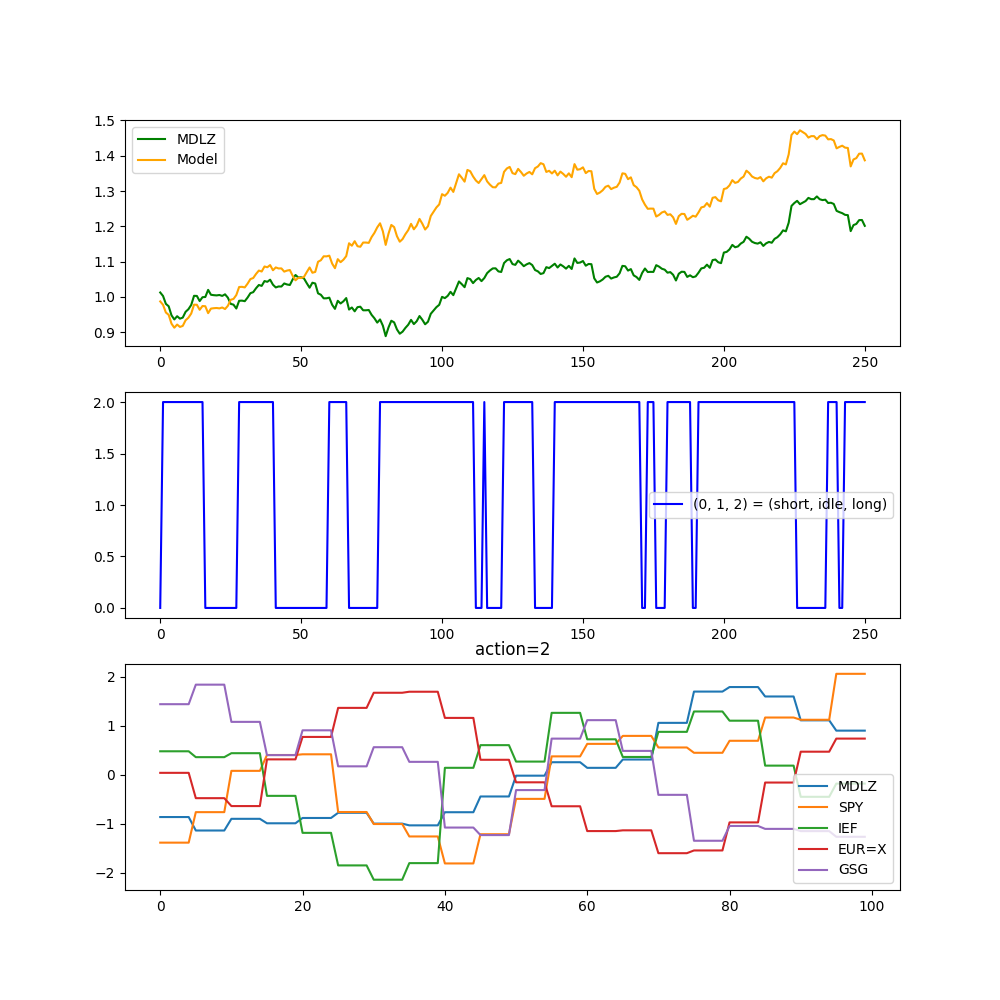 1.5
1.4
1.3
1.2
1.1
1.0
0.9
MDLZ
Model
0 50 100 150 200 250
2.0
1.5
1.0
0.5
0.0
(0, 1, 2) = (short, idle, long)
0 50 100 150 200 250
action=2
2
1
0
−1
−2
MDLZ
SPY
IEF
EUR=X
GSG
0 20 40 60 80 100